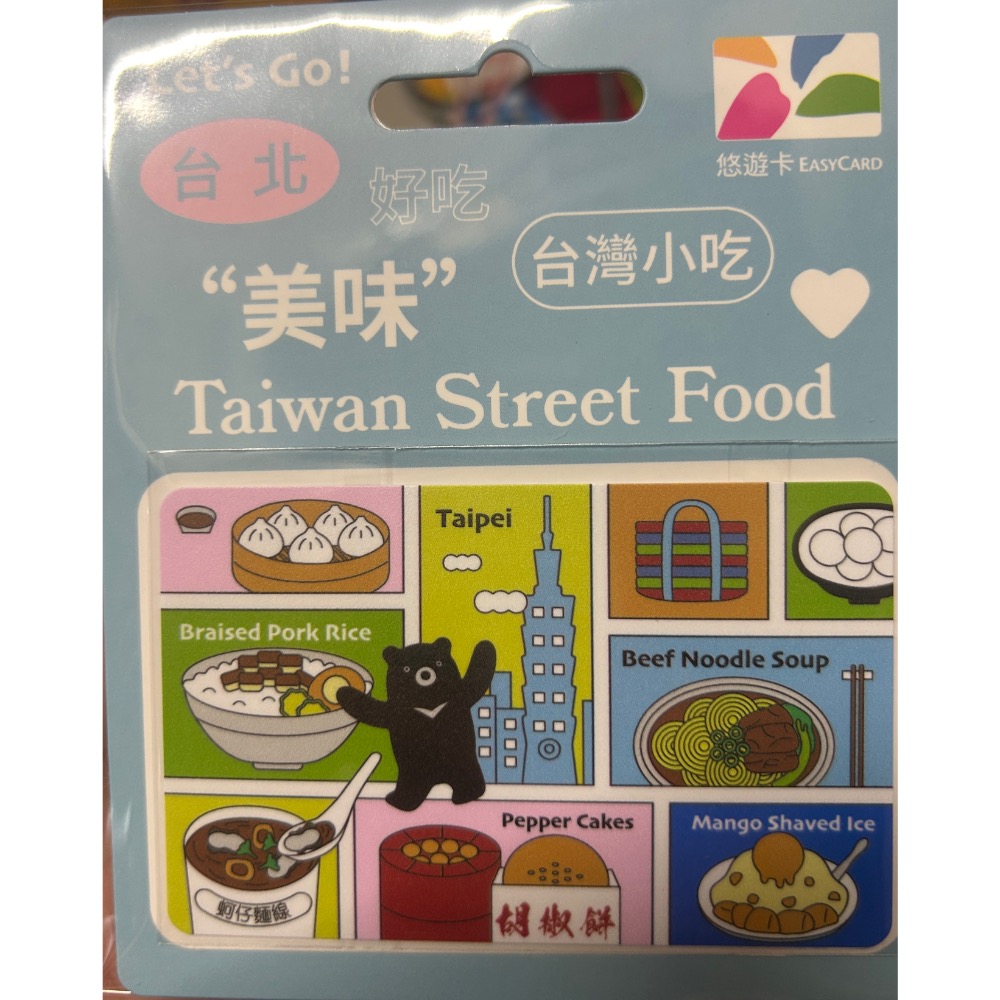 Let's Go!
台北
好吃
悠遊卡 EASYCARD
台灣小吃
“美味”
Taiwan Street Food
Taipei
Braised Pork Rice
Beef Noodle Soup
Pepper Cakes
Mango Shaved Ice
蚵仔麵線
胡椒餅